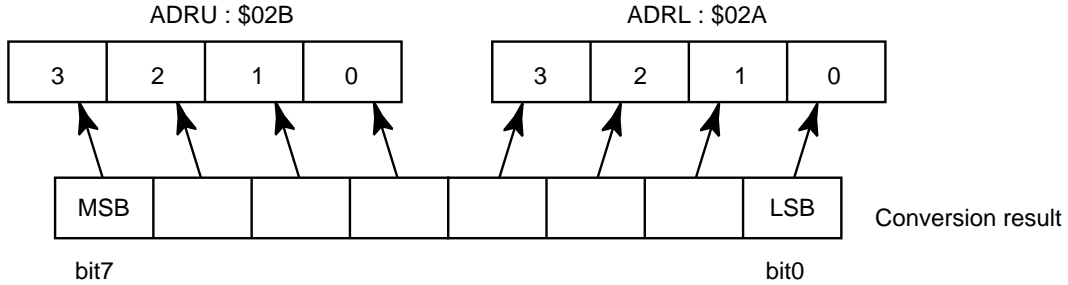 ADRU : $02B
ADRL : $02A
3 2 1 0
3 2 1 0
MSB
LSB
Conversion result
bit7
bit0